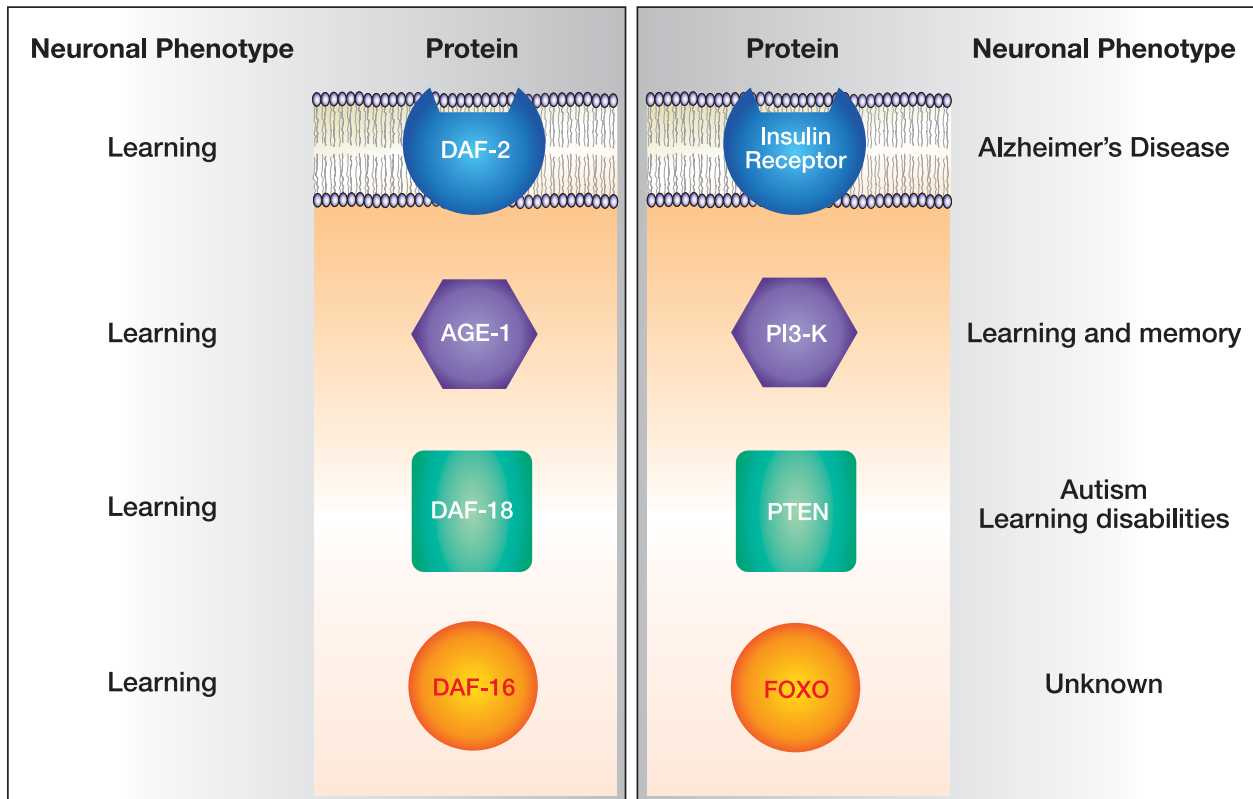 Neuronal Phenotype
Protein
Protein
Neuronal Phenotype
Learning
DAF-2
Insulin
Receptor
Alzheimer’s Disease
Learning
AGE-1
PI3-K
Learning and memory
Learning
DAF-18
PTEN
Autism
Learning disabilities
Learning
DAF-16
FOXO
Unknown